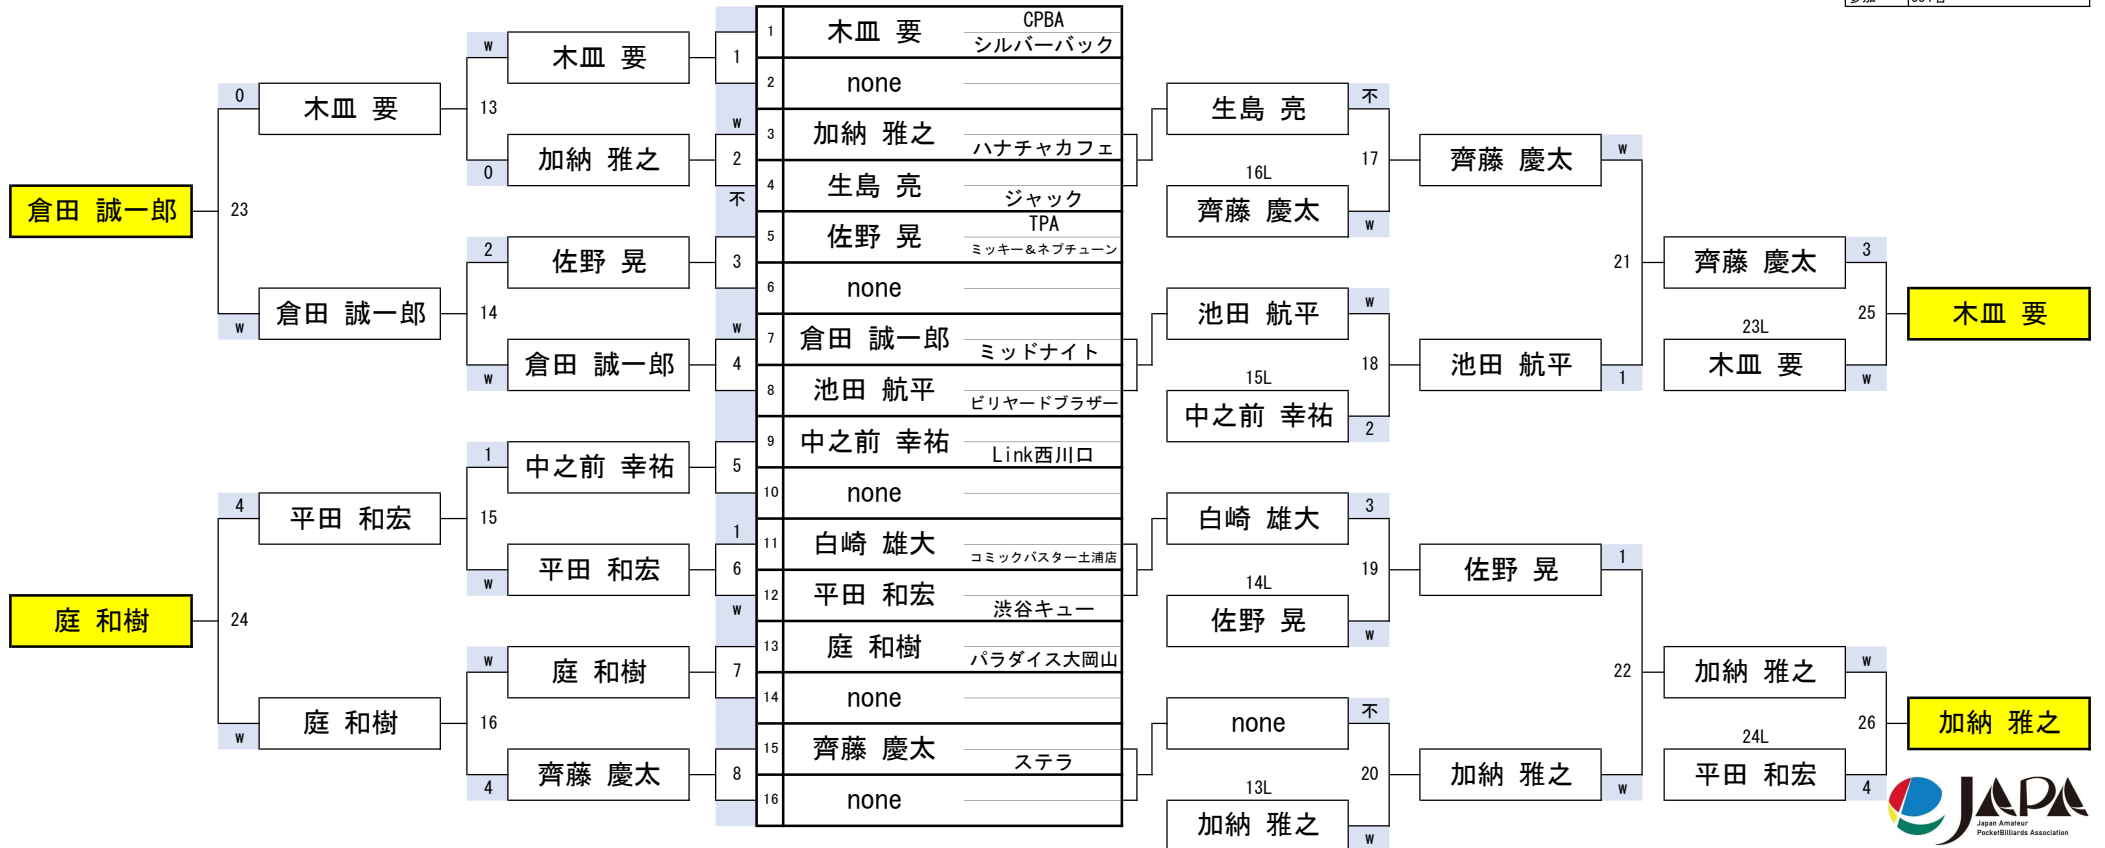 参加
1 木皿 要 CPBA
シルバーバック
W 木皿 要 1
2 none
0 木皿 要 13
生島 亮 不
W
3 加納 雅之 ハナチャカフェ
0 加納 雅之 2
17 齊藤 慶太 W
4 生島 亮 ジャック
不
16L
齊藤 慶太 W
倉田 誠一郎 23
5 佐野 晃 TPA
ミッキー&ネプチューン
2 佐野 晃 3
21 齊藤 慶太 3
6 none
W 倉田 誠一郎 14
池田 航平 W
W
7 倉田 誠一郎 ミッドナイト
23L
25 木皿 要
W 倉田 誠一郎 4
18 池田 航平 1
木皿 要 W
8 池田 航平 ビリヤードブラザー
15L
中之前 幸祐 2
9 中之前 幸祐 Link西川口
1 中之前 幸祐 5
10 none
4 平田 和宏 15
白崎 雄大 3
1
11 白崎 雄大 コミックバスター土浦店
W 平田 和宏 6
19 佐野 晃 1
12 平田 和宏 渋谷キュー
W
14L
佐野 晃 W
庭 和樹 24
13 庭 和樹 パラダイス大岡山
W 庭 和樹 7
22 加納 雅之 W
14 none
W 庭 和樹 16
none 不
15 齊藤 慶太 ステラ
24L
26 加納 雅之
4 齊藤 慶太 8
20 加納 雅之 W
平田 和宏 4
16 none
13L
加納 雅之 W
JAPA
Japan Amateur
PocketBilliards Association